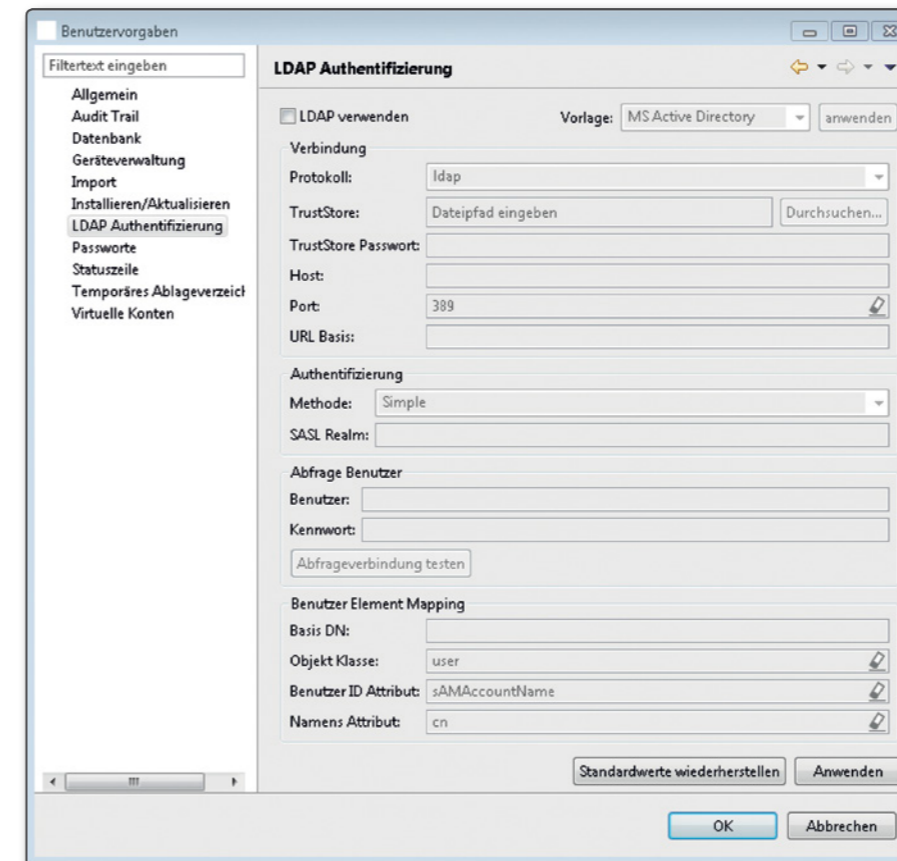 Benutzervorgaben
Filtertext eingeben
Allgemein
Audit Trail
Datenbank
Geräteverwaltung
Import
Installieren/Aktualisieren
LDAP Authentifizierung
Passworte
Statuszeile
Temporäres Ablageverzeich
Virtuelle Konten
LDAP Authentifizierung
LDAP verwenden
Vorlage: MS Active Directory anwenden
Verbindung
Protokoll: ldap
TrustStore: Dateipfad eingeben Durchsuchen...
TrustStore Passwort:
Host:
Port: 389
URL Basis:
Authentifizierung
Methode: Simple
SASL Realm:
Abfrage Benutzer
Benutzer:
Kennwort:
Abfrageverbindung testen
Benutzer Element Mapping
Basis DN:
Objekt Klasse: user
Benutzer ID Attribut: sAMAccountName
Namens Attribut: cn
Standardwerte wiederherstellen Anwenden
OK Abbrechen